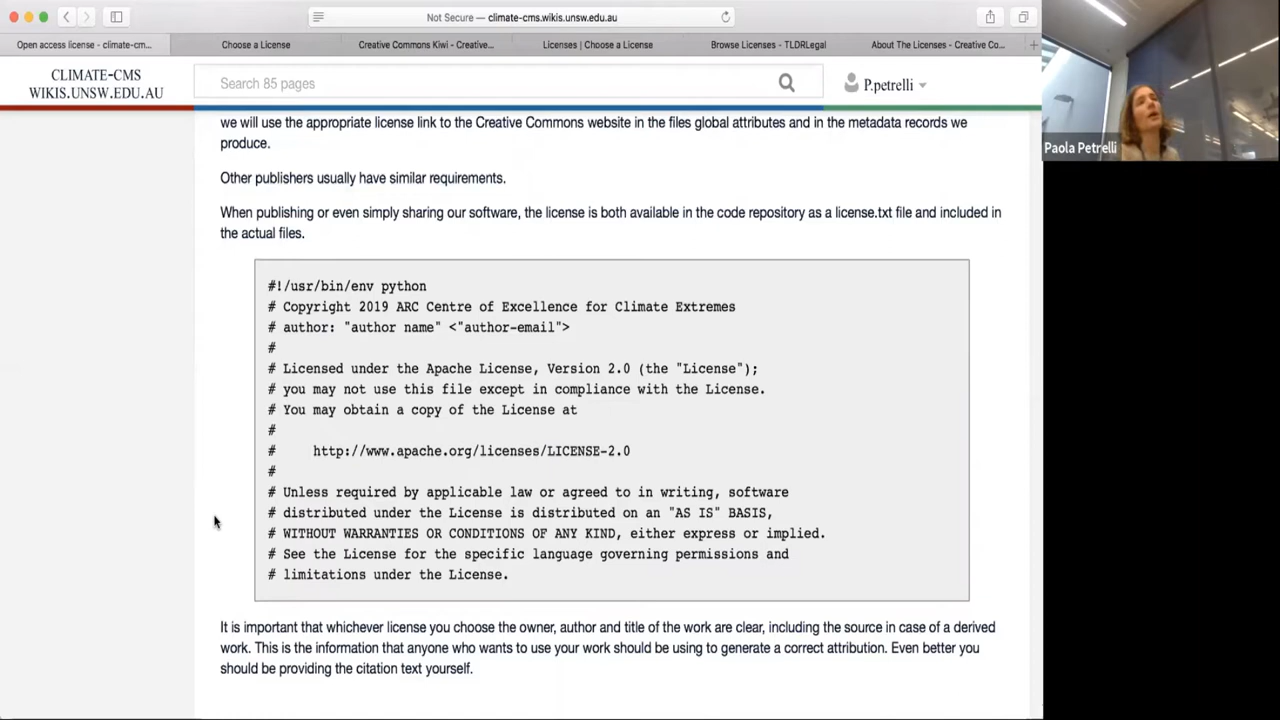 Not Secure — climate-cms.wikis.unsw.edu.au
Open access license - climate-cm...
Choose a License
Creative Commons Kiwi - Creative...
Licenses | Choose a License
Browse Licenses - TLDRLegal
About The Licenses - Creative Co...
CLIMATE-CMS
WIKIS.UNSW.EDU.AU
Search 85 pages
P.petrelli
Paola Petrelli
we will use the appropriate license link to the Creative Commons website in the files global attributes and in the metadata records we
produce.
Other publishers usually have similar requirements.
When publishing or even simply sharing our software, the license is both available in the code repository as a license.txt file and included in
the actual files.
#!/usr/bin/env python
# Copyright 2019 ARC Centre of Excellence for Climate Extremes
# author: "author name" <"author-email">
#
# Licensed under the Apache License, Version 2.0 (the "License");
# you may not use this file except in compliance with the License.
# You may obtain a copy of the License at
#
#     http://www.apache.org/licenses/LICENSE-2.0
#
# Unless required by applicable law or agreed to in writing, software
# distributed under the License is distributed on an "AS IS" BASIS,
# WITHOUT WARRANTIES OR CONDITIONS OF ANY KIND, either express or implied.
# See the License for the specific language governing permissions and
# limitations under the License.
It is important that whichever license you choose the owner, author and title of the work are clear, including the source in case of a derived
work. This is the information that anyone who wants to use your work should be using to generate a correct attribution. Even better you
should be providing the citation text yourself.